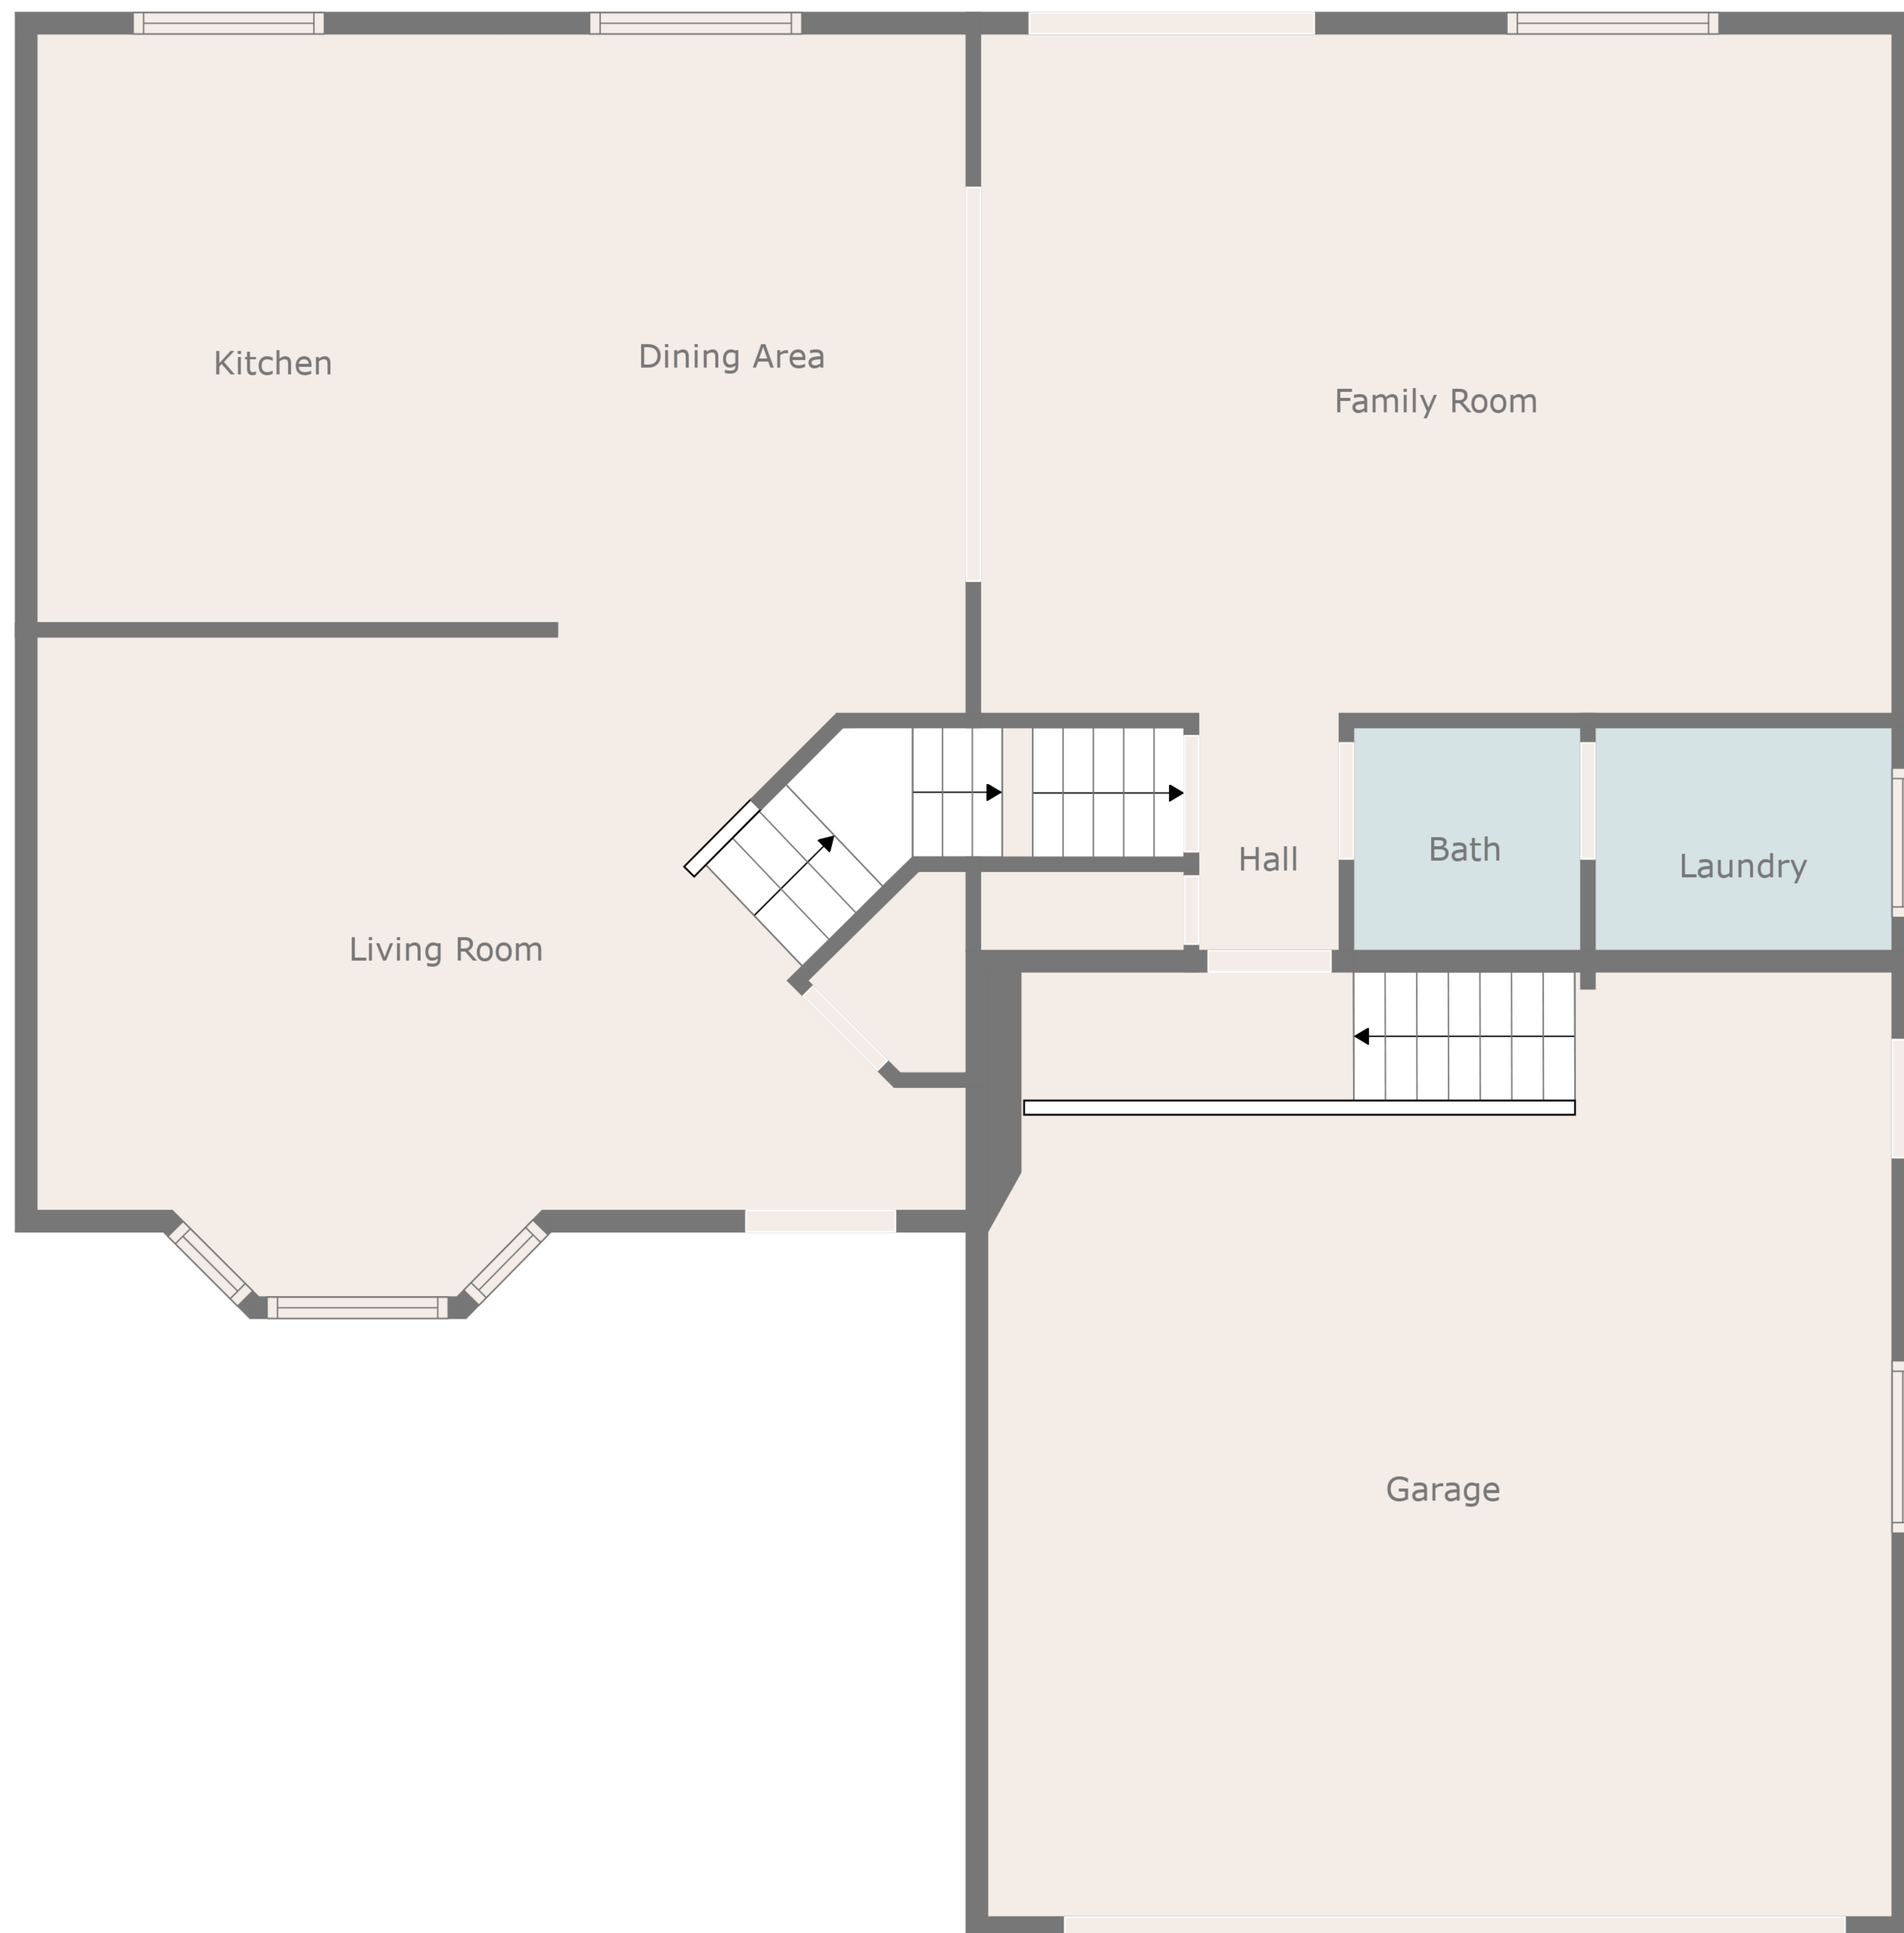 Kitchen
Dining Area
Family Room
Hall
Bath
Laundry
Living Room
Garage